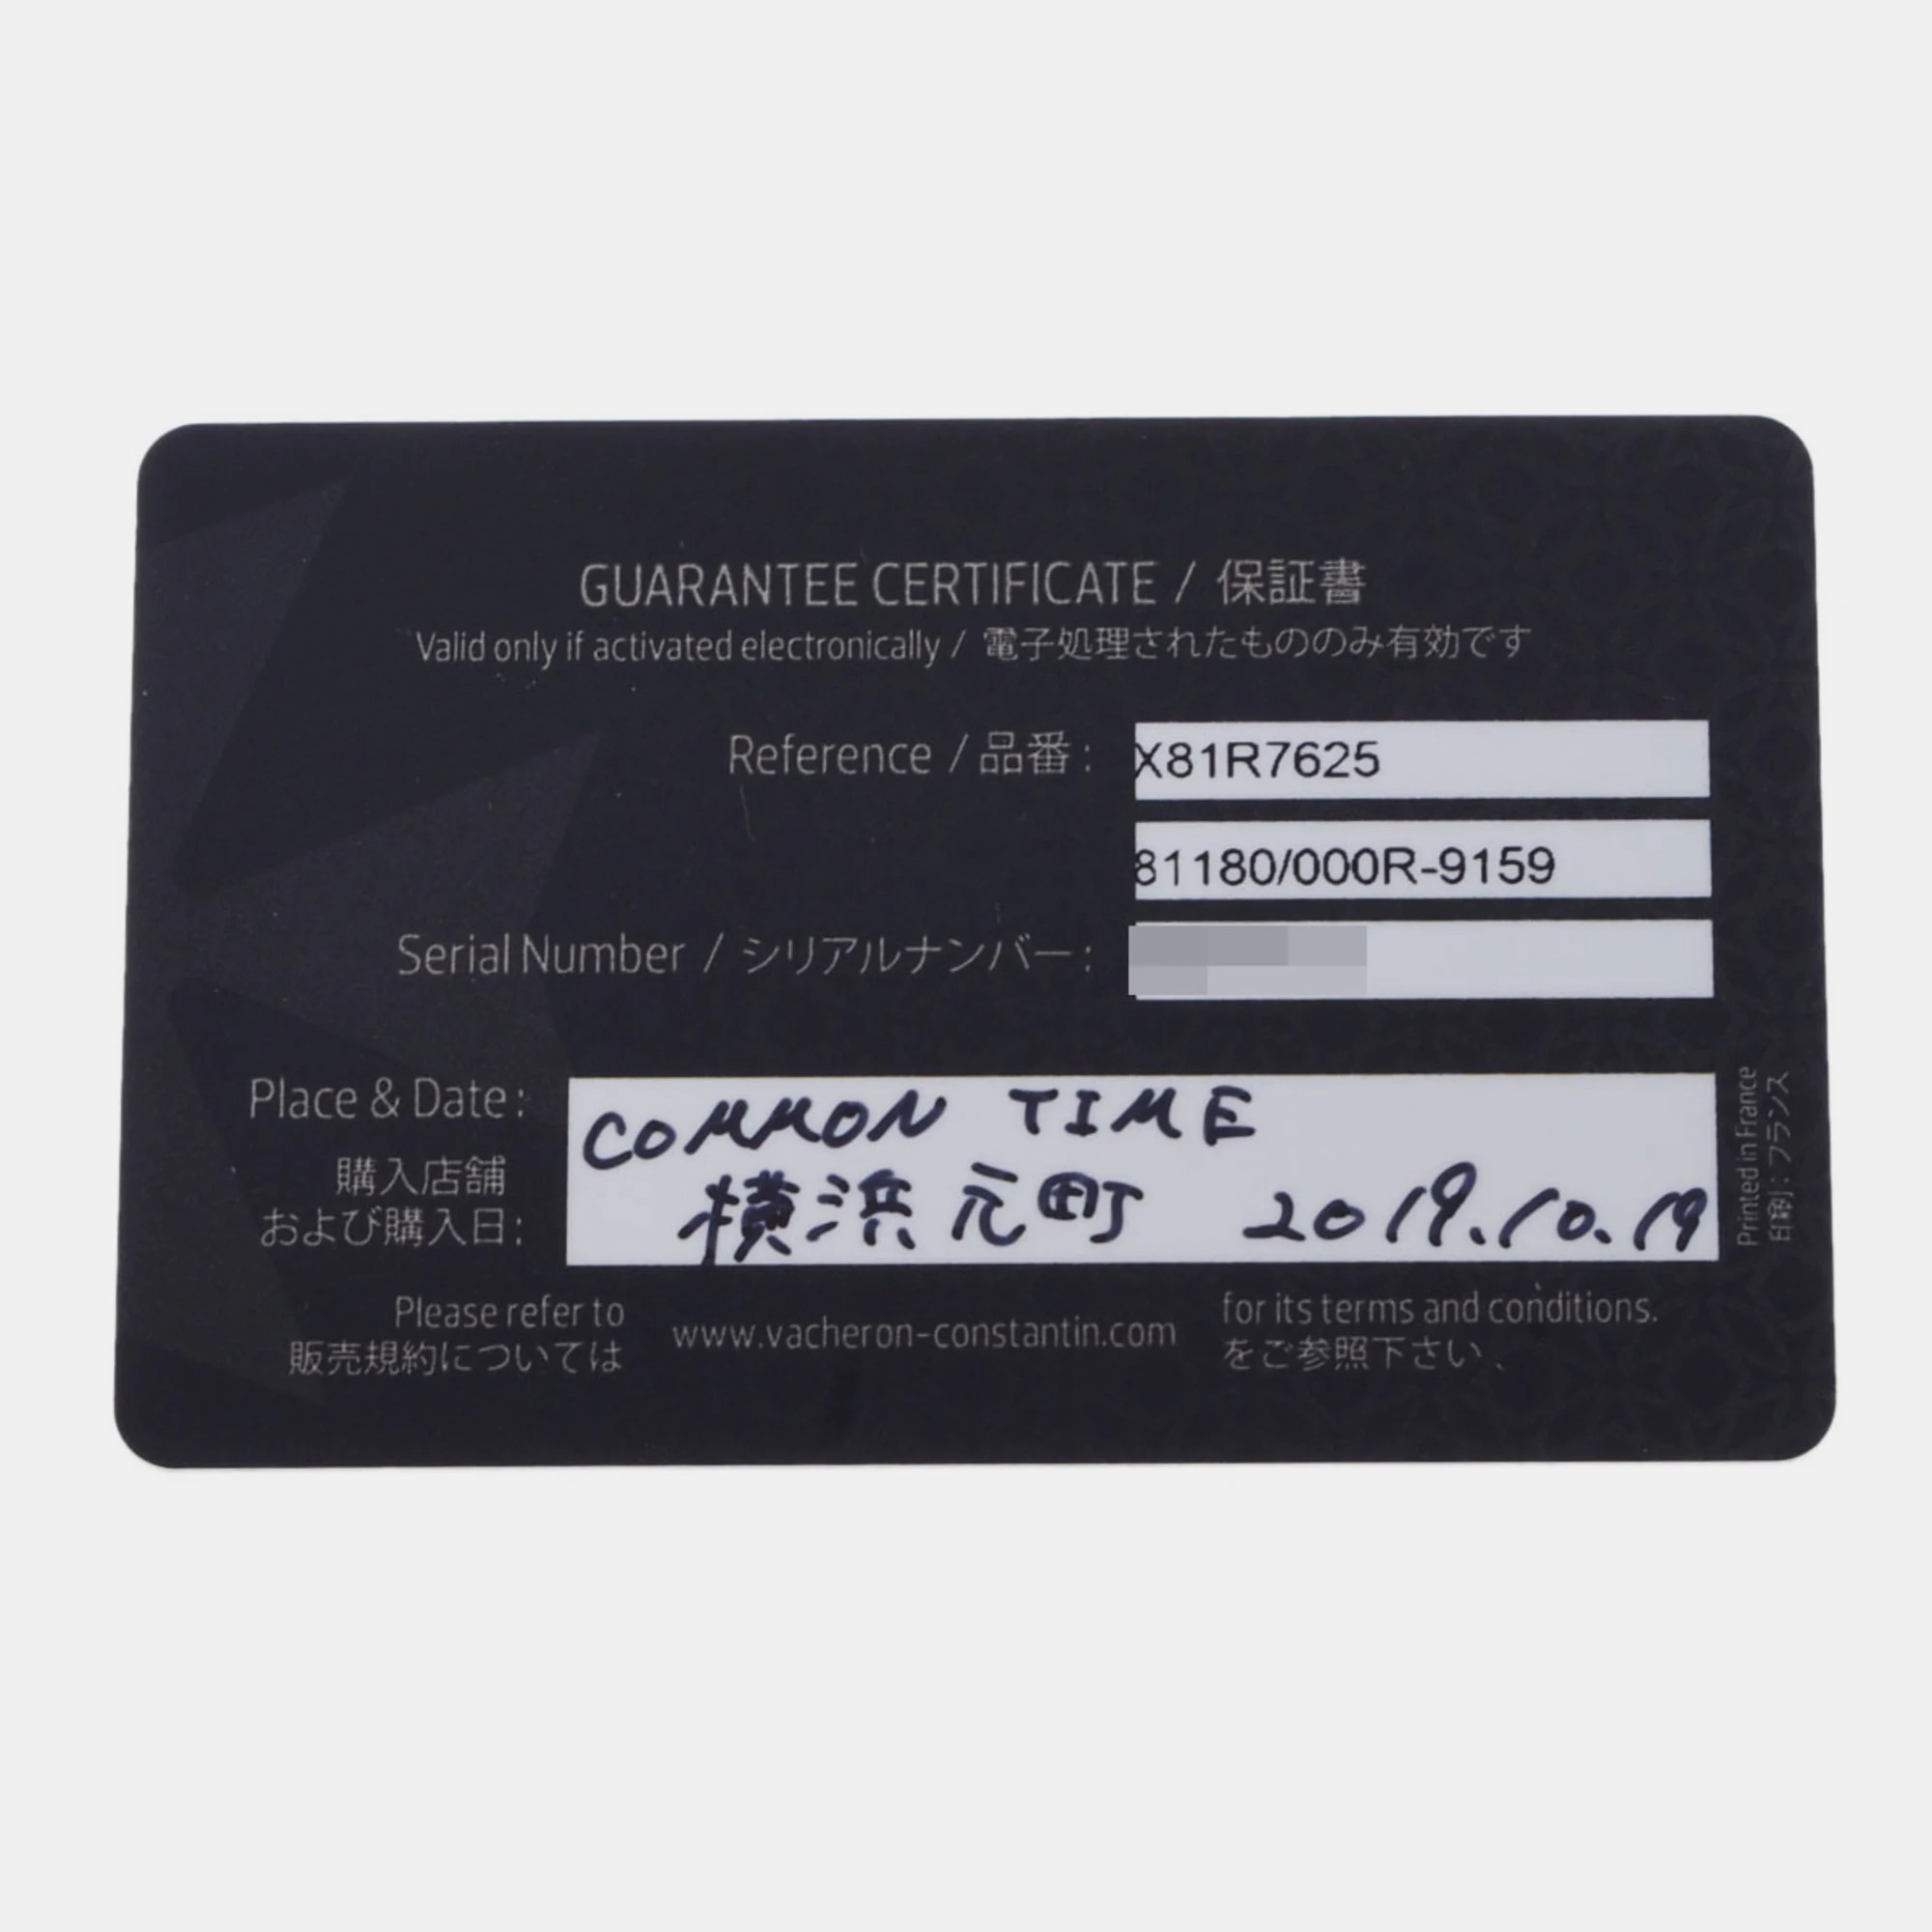 GUARANTEE CERTIFICATE / 保証書
Valid only if activated electronically / 電子処理されたもののみ有効です
Reference / 品番 : X81R7625
81180/000R-9159
Serial Number / シリアルナンバー :
Place & Date :
購入店舗
および購入日 :
COMMON TIME
横浜元町 2019.10.19
Printed in France
印刷 : フランス
Please refer to www.vacheron-constantin.com for its terms and conditions.
販売規約については をご参照下さい、